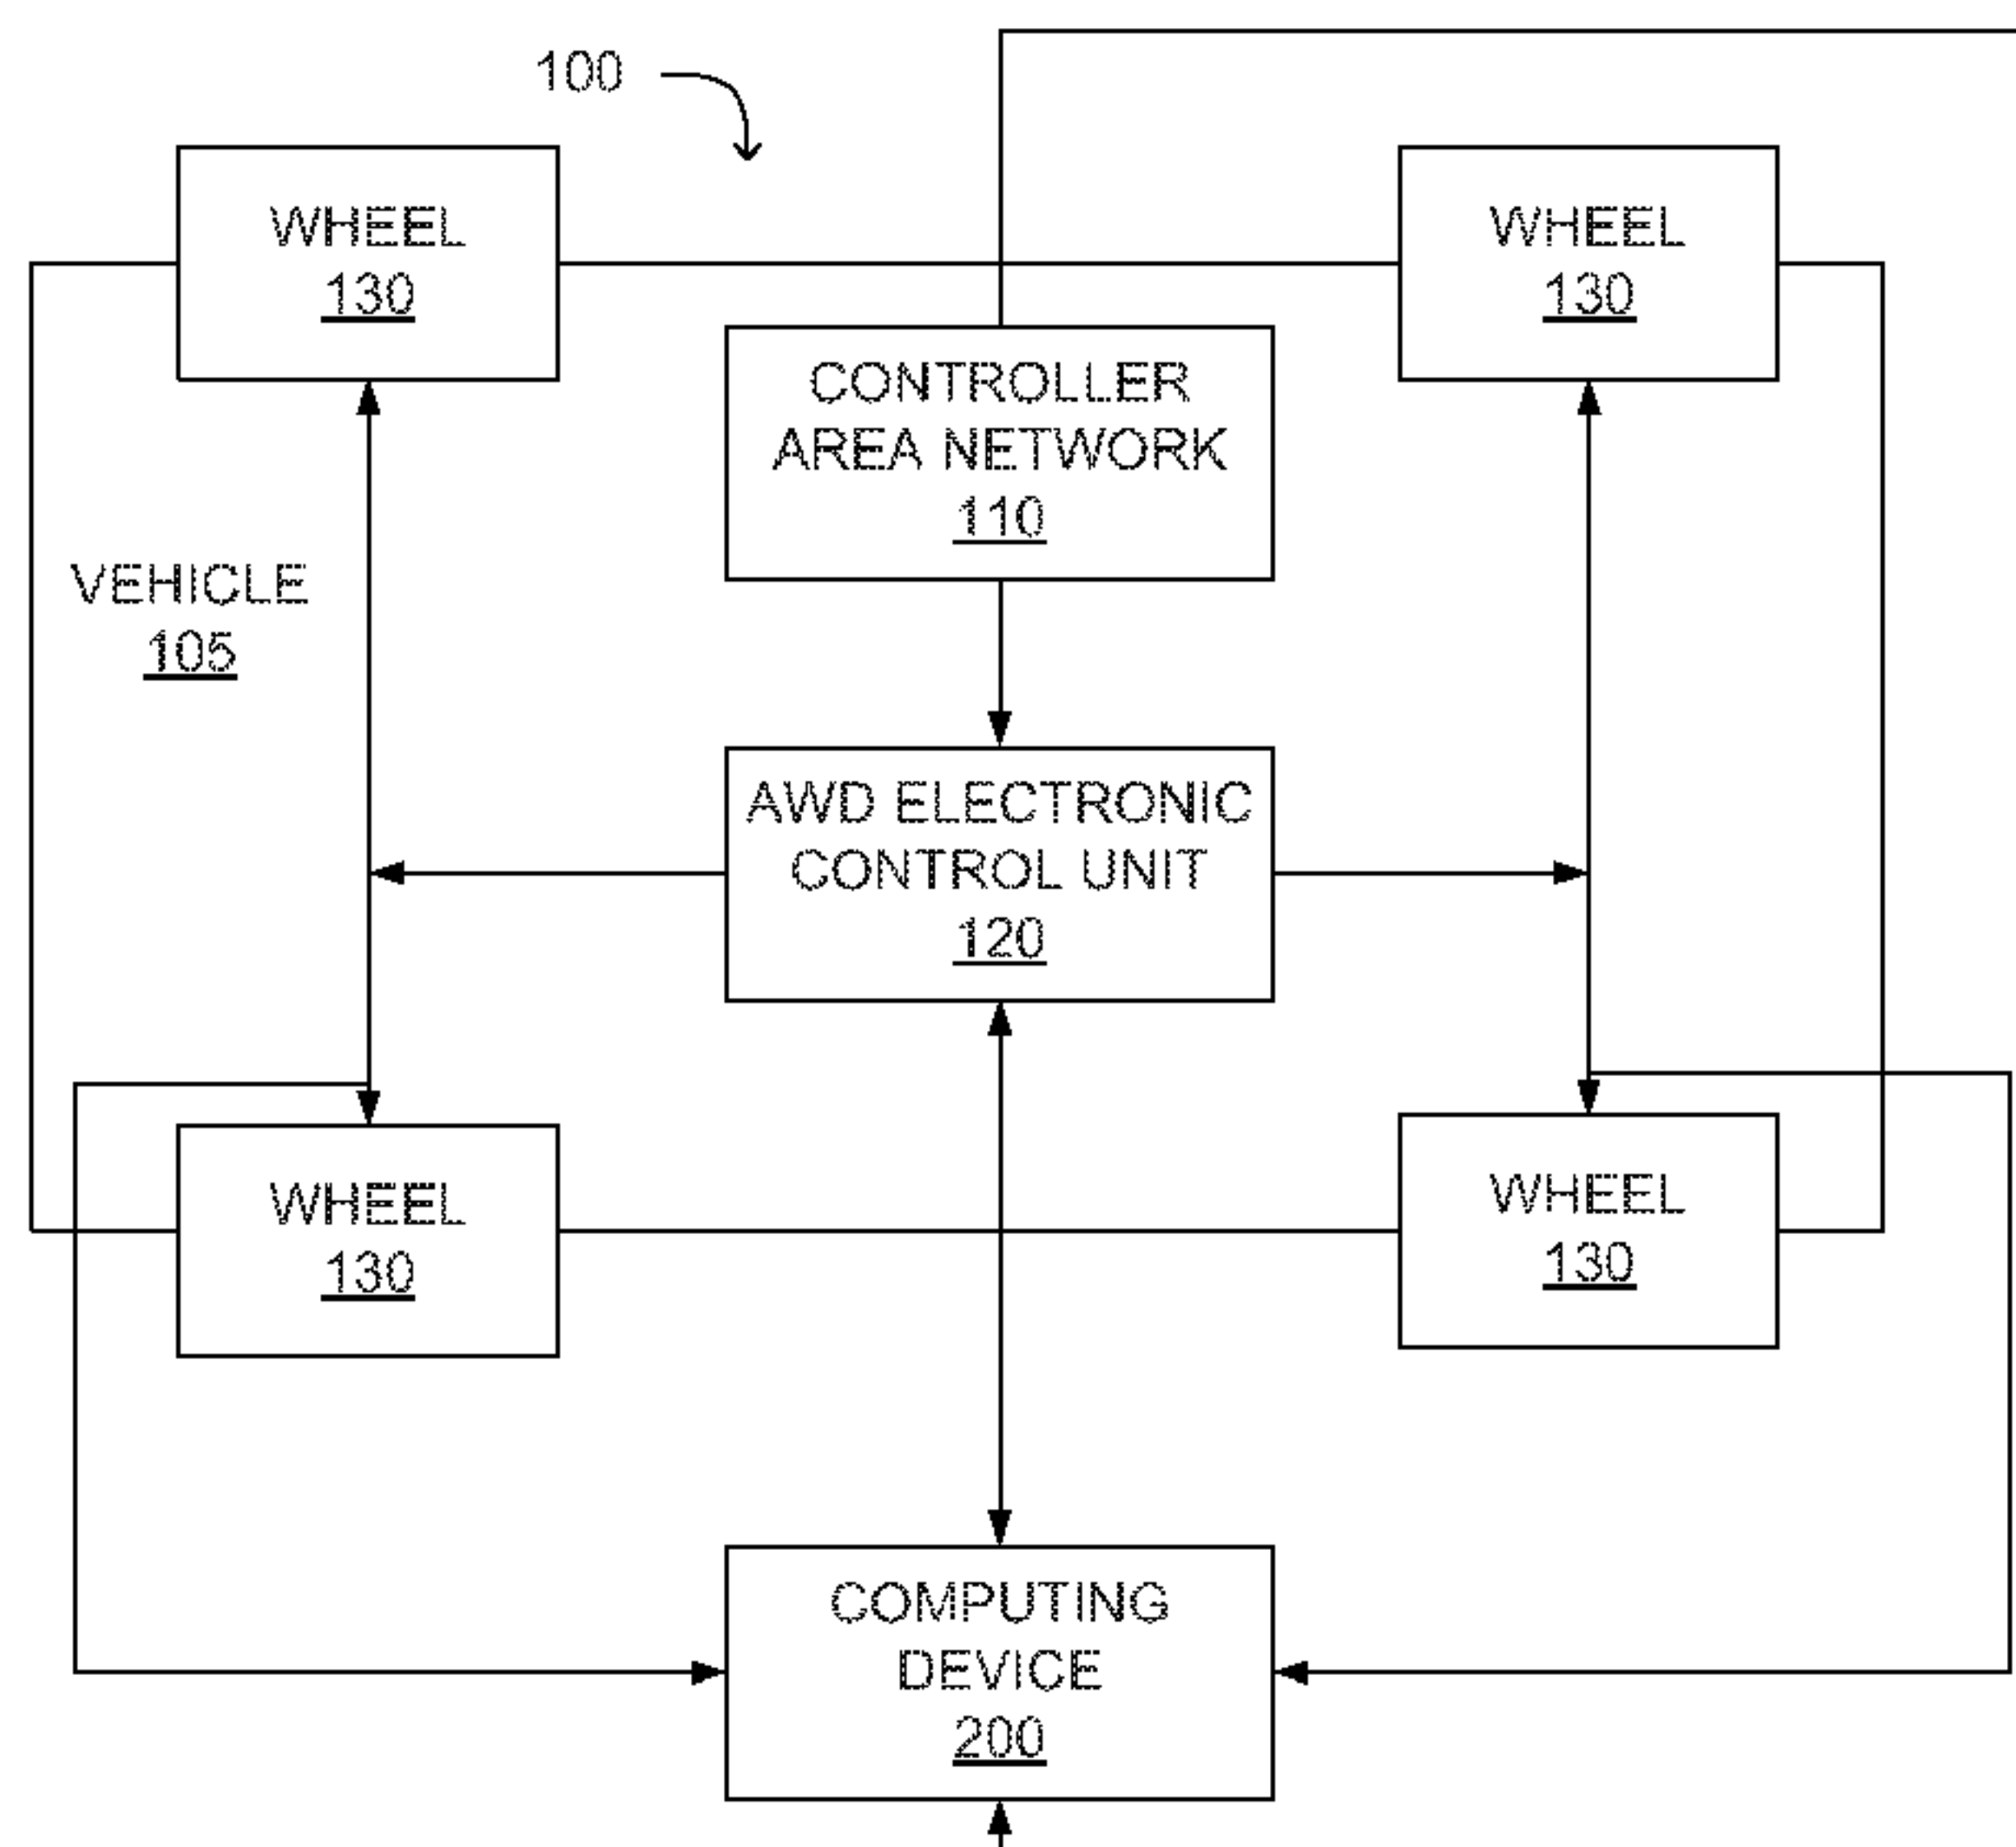 100
WHEEL
130
WHEEL
130
CONTROLLER
AREA NETWORK
110
VEHICLE
105
AWD ELECTRONIC
CONTROL UNIT
120
WHEEL
130
WHEEL
130
COMPUTING
DEVICE
200